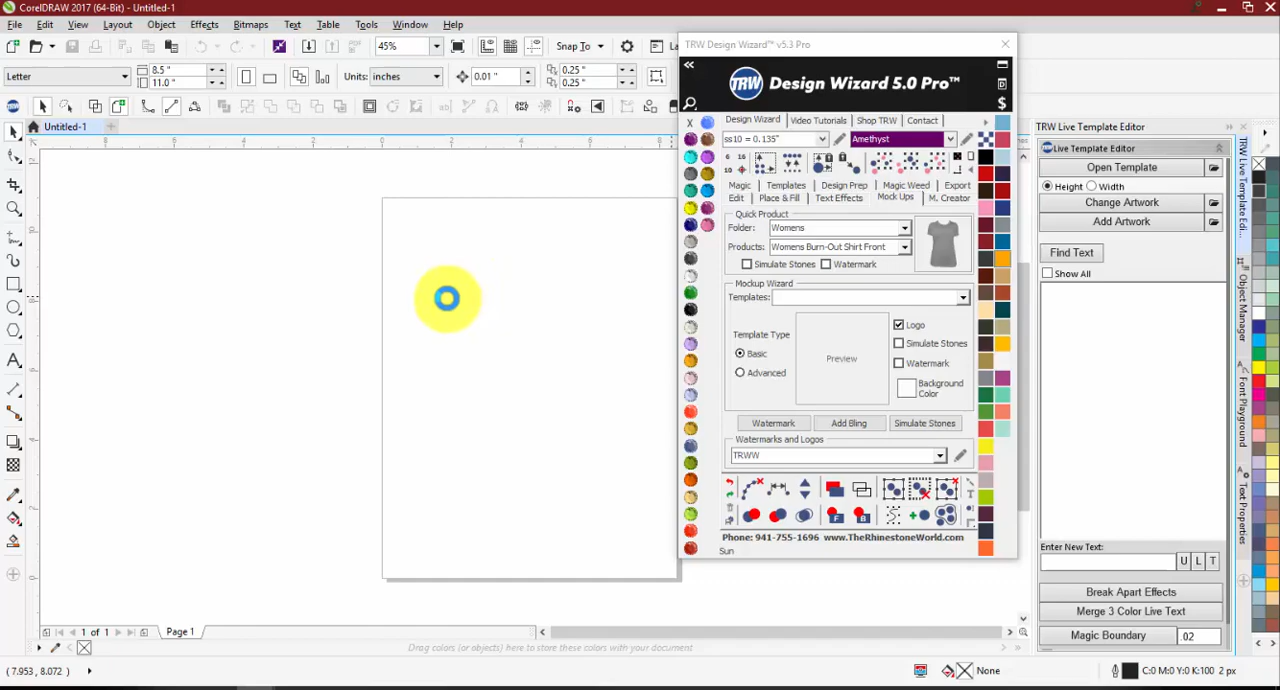 CorelDRAW 2017 (64-Bit) - Untitled-1
File Edit View Layout Object Effects Bitmaps Text Table Tools Window Help
45% Snap To
Letter 8.5 " 11.0 " Units: inches 0.01 " 0.25 " 0.25 "
Untitled-1
TRW Design Wizard™ v5.3 Pro
TRW Design Wizard 5.0 Pro™
Design Wizard Video Tutorials Shop TRW Contact
ss10 = 0.135" Amethyst
Magic Templates Design Prep Magic Weed Export
Edit Place & Fill Text Effects Mock Ups M. Creator
Quick Product
Folder: Womens
Products: Womens Burn-Out Shirt Front
Simulate Stones Watermark
Mockup Wizard
Templates:
Template Type
Basic
Advanced
Preview
Logo
Simulate Stones
Watermark
Background
Color
Watermark Add Bling Simulate Stones
Watermarks and Logos
TRWW
Phone: 941-755-1696 www.TheRhinestoneWorld.com
Sun
TRW Live Template Editor
Live Template Editor
Open Template
Height Width
Change Artwork
Add Artwork
Find Text
Show All
Enter New Text:
U L T
Break Apart Effects
Merge 3 Color Live Text
Magic Boundary .02
TRW Live Template Edi...
Object Manager
Font Playground
Text Properties
1 of 1 Page 1
Drag colors (or objects) here to store these colors with your document
( 7.953 , 8.072 ) None C:0 M:0 Y:0 K:100 2 px